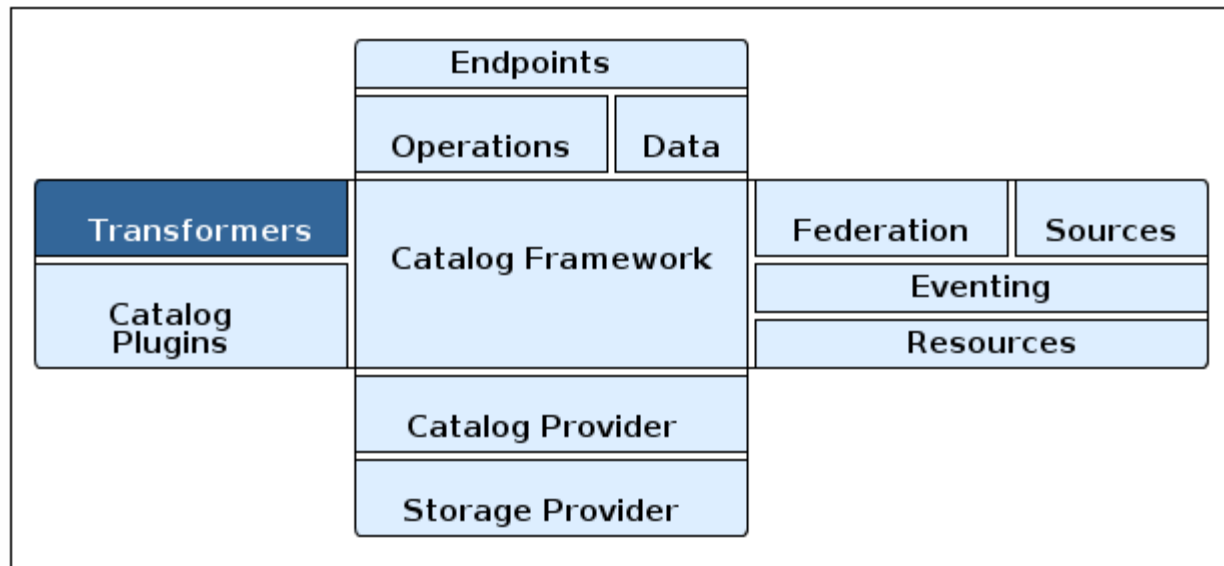 Endpoints
Operations
Data
Transformers
Catalog Framework
Federation
Sources
Eventing
Catalog
Plugins
Resources
Catalog Provider
Storage Provider